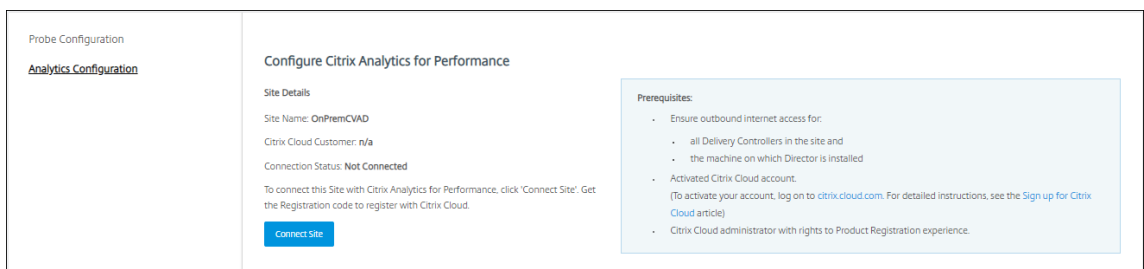 Probe Configuration
Analytics Configuration
Configure Citrix Analytics for Performance
Site Details
Site Name: OnPremCVAD
Citrix Cloud Customer: n/a
Connection Status: Not Connected
To connect this Site with Citrix Analytics for Performance, click 'Connect Site'. Get
the Registration code to register with Citrix Cloud.
Connect Site
Prerequisites:
• Ensure outbound internet access for:
• all Delivery Controllers in the site and
• the machine on which Director is installed
• Activated Citrix Cloud account.
(To activate your account, log on to citrix.cloud.com. For detailed instructions, see the Sign up for Citrix
Cloud article)
• Citrix Cloud administrator with rights to Product Registration experience.